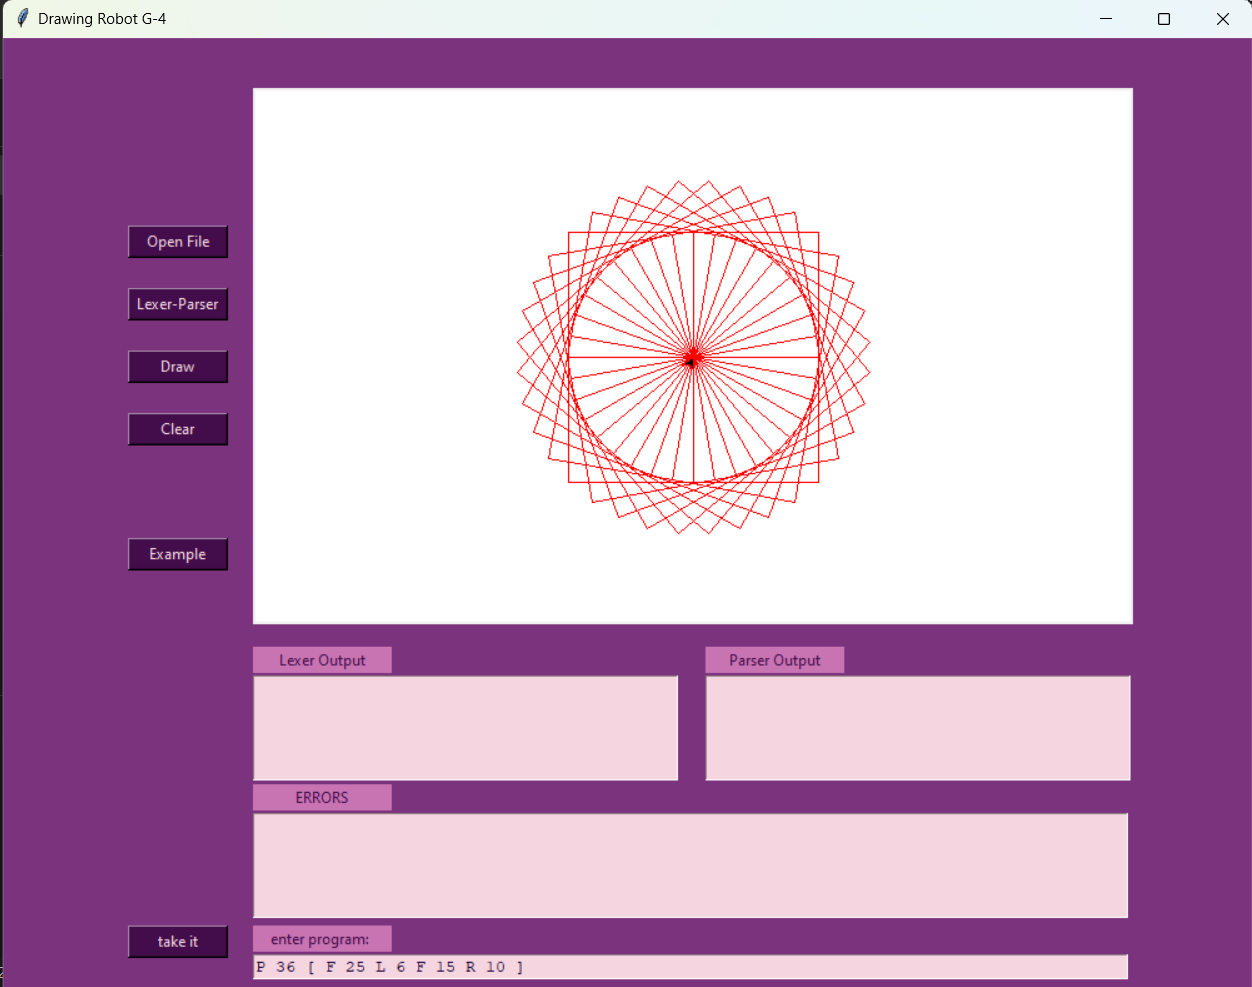 Drawing Robot G-4
Open File
Lexer-Parser
Draw
Clear
Example
Lexer Output
Parser Output
ERRORS
take it
enter program:
P 36 [ F 25 L 6 F 15 R 10 ]